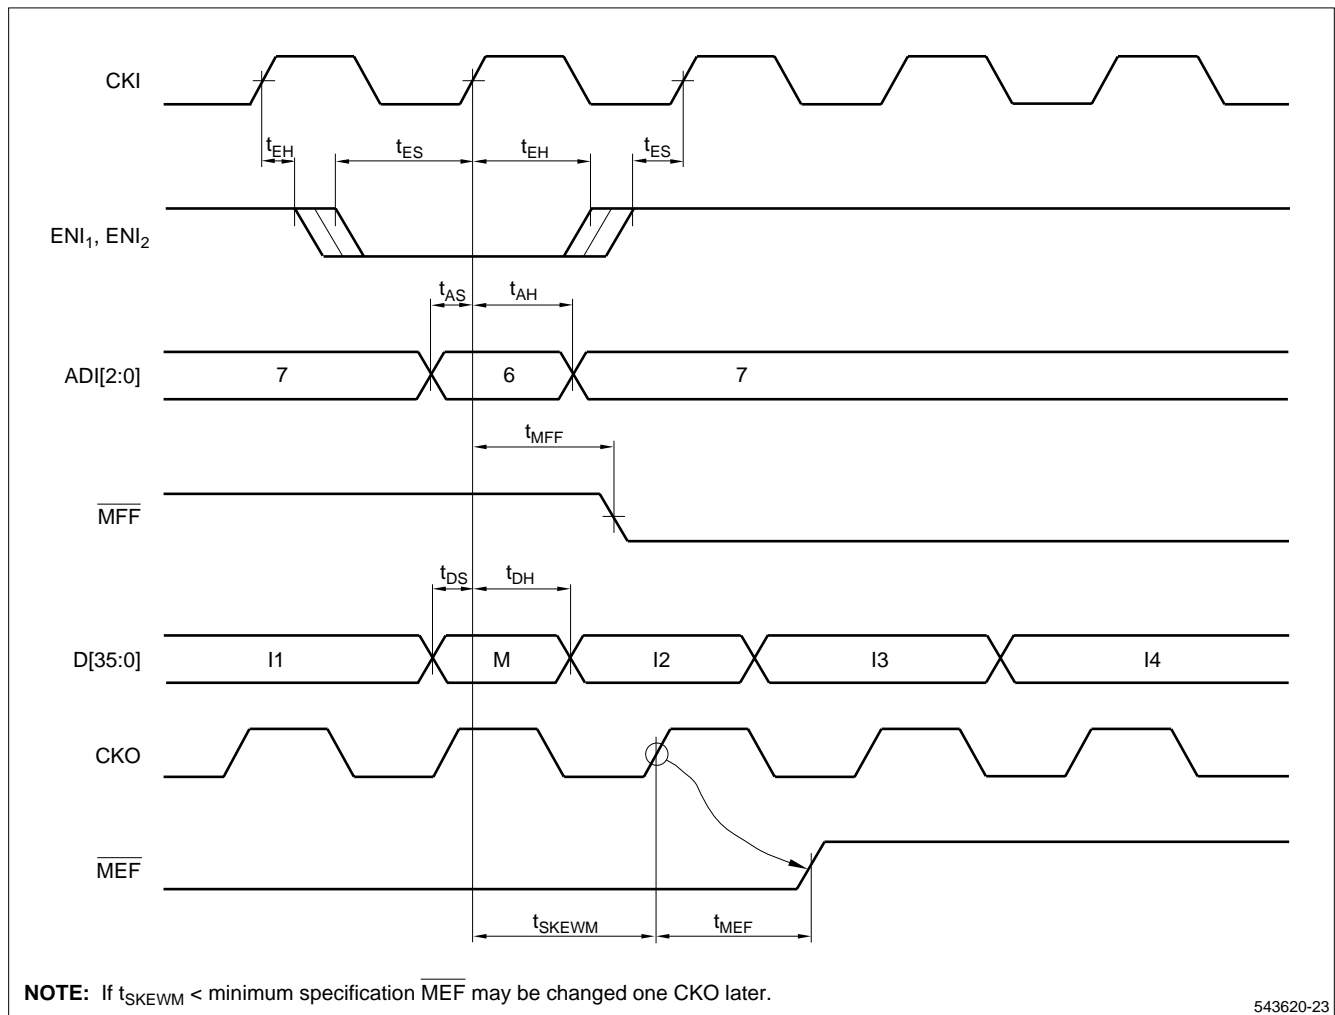 CKI
tEH tES tEH tES
ENI1, ENI2
tAS tAH
ADI[2:0] 7 6 7
tMFF
MFF
tDS tDH
D[35:0] I1 M I2 I3 I4
CKO
MEF
tSKEWM tMEF
NOTE: If tSKEWM < minimum specification MEF may be changed one CKO later.
543620-23